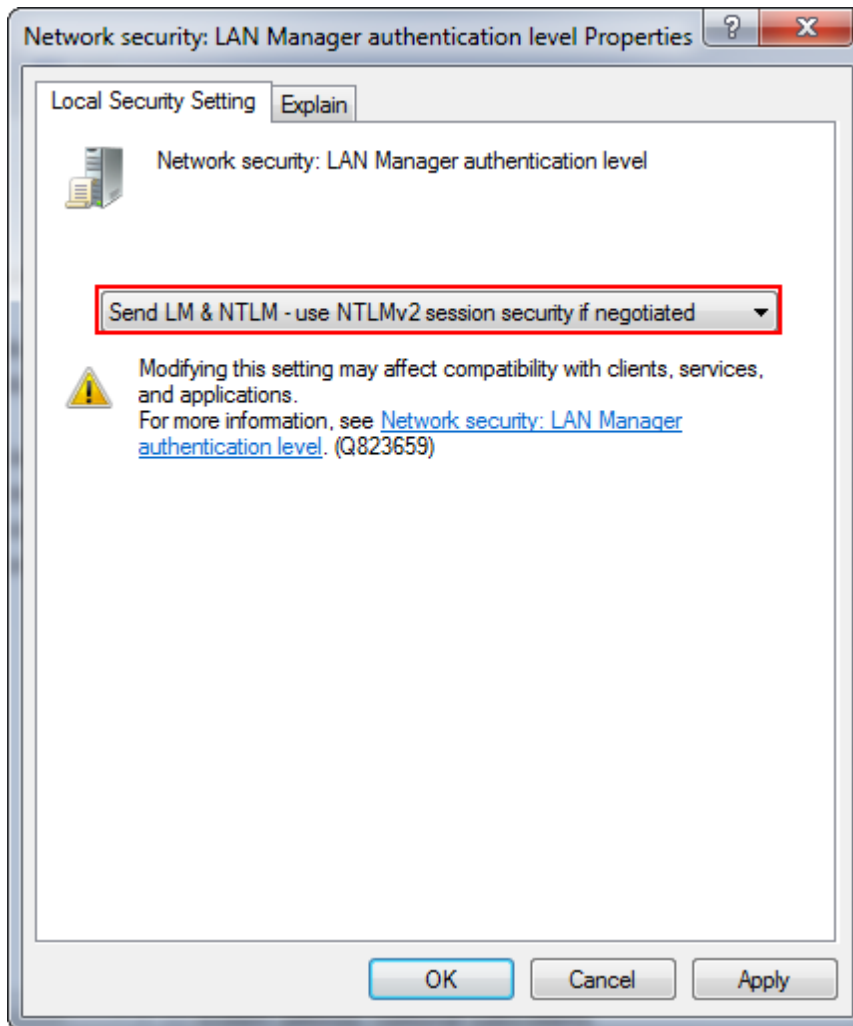 Network security: LAN Manager authentication level Properties
Local Security Setting
Explain
Network security: LAN Manager authentication level
Send LM & NTLM - use NTLMv2 session security if negotiated
Modifying this setting may affect compatibility with clients, services,
and applications.
For more information, see Network security: LAN Manager
authentication level. (Q823659)
OK
Cancel
Apply